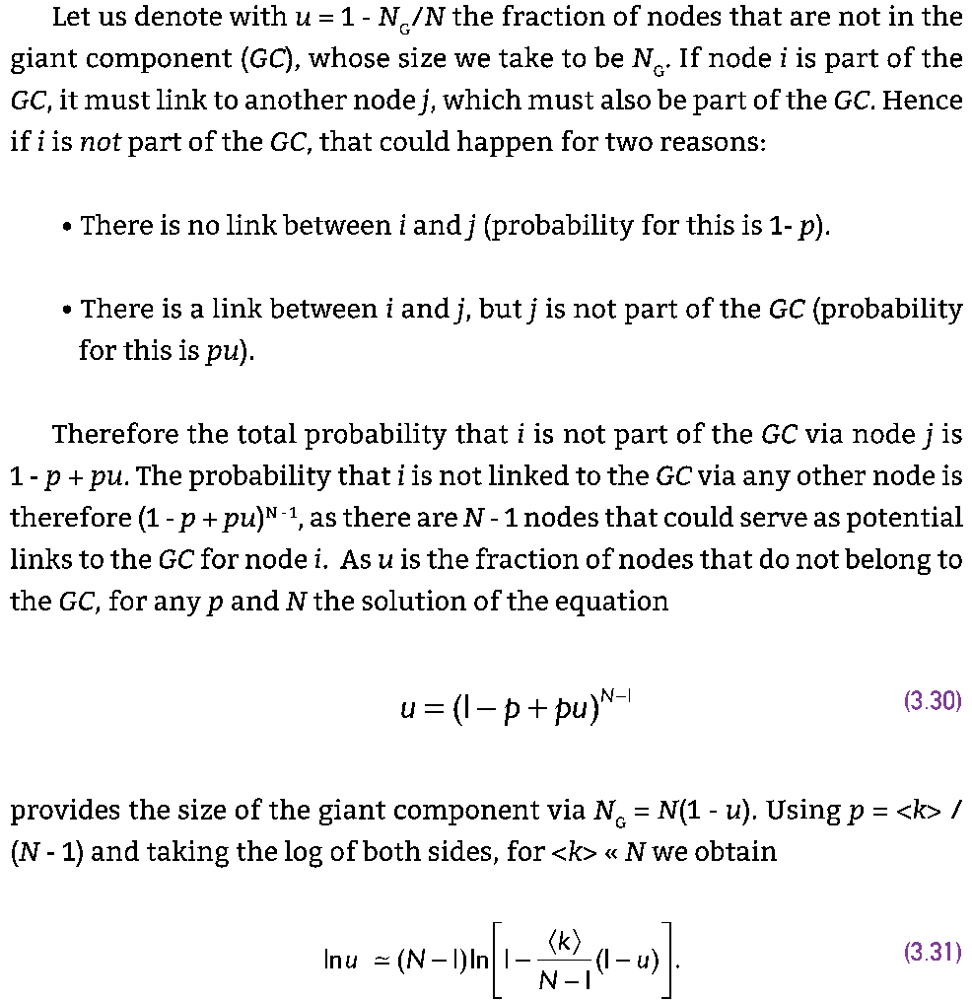 Let us denote with u = 1 - N_G/N the fraction of nodes that are not in the
giant component (GC), whose size we take to be N_G. If node i is part of the
GC, it must link to another node j, which must also be part of the GC. Hence
if i is not part of the GC, that could happen for two reasons:
• There is no link between i and j (probability for this is 1- p).
• There is a link between i and j, but j is not part of the GC (probability
for this is pu).
Therefore the total probability that i is not part of the GC via node j is
1 - p + pu. The probability that i is not linked to the GC via any other node is
therefore (1 - p + pu)^{N - 1}, as there are N - 1 nodes that could serve as potential
links to the GC for node i. As u is the fraction of nodes that do not belong to
the GC, for any p and N the solution of the equation
u = (1 − p + pu)^{N−1} (3.30)
provides the size of the giant component via N_G = N(1 - u). Using p = <k> /
(N - 1) and taking the log of both sides, for <k> « N we obtain
ln u ≃ (N − 1) ln[1 − ⟨k⟩/(N − 1) (1 − u)]. (3.31)